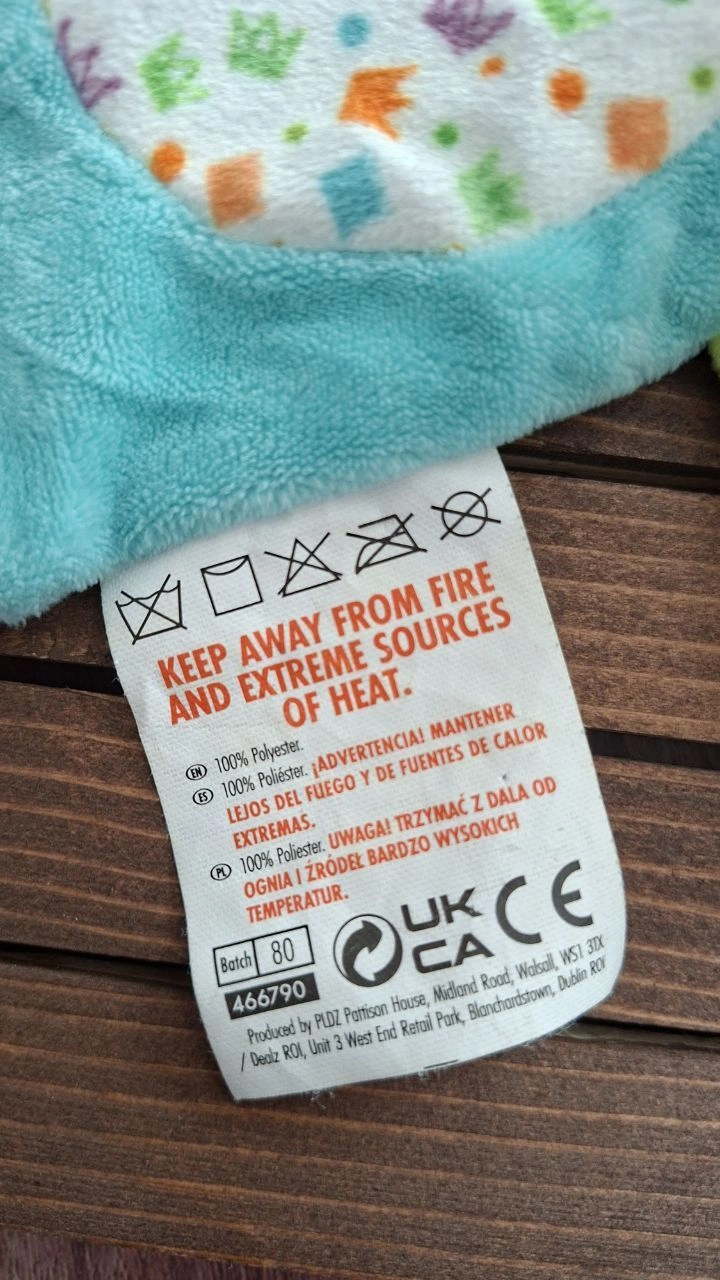 KEEP AWAY FROM FIRE
AND EXTREME SOURCES
OF HEAT.
EN 100% Polyester.
ES 100% Poliéster. ¡ADVERTENCIA! MANTENER
LEJOS DEL FUEGO Y DE FUENTES DE CALOR
EXTREMAS.
PL 100% Poliester. UWAGA! TRZYMAĆ Z DALA OD
OGNIA I ŹRÓDEŁ BARDZO WYSOKICH
TEMPERATUR.
Batch 80
466790
UK
CA CE
Produced by PLDZ Pattison House, Midland Road, Walsall, WS1 3TX
/ Dealz ROI, Unit 3 West End Retail Park, Blanchardstown, Dublin ROI